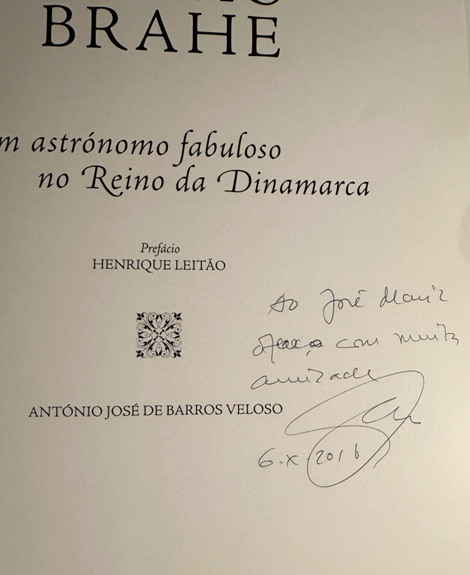 BRAHE
m astrónomo fabuloso
no Reino da Dinamarca
Prefácio
HENRIQUE LEITÃO
Ao José
com muita
amizade
ANTÓNIO JOSÉ DE BARROS VELOSO
6.X.2016